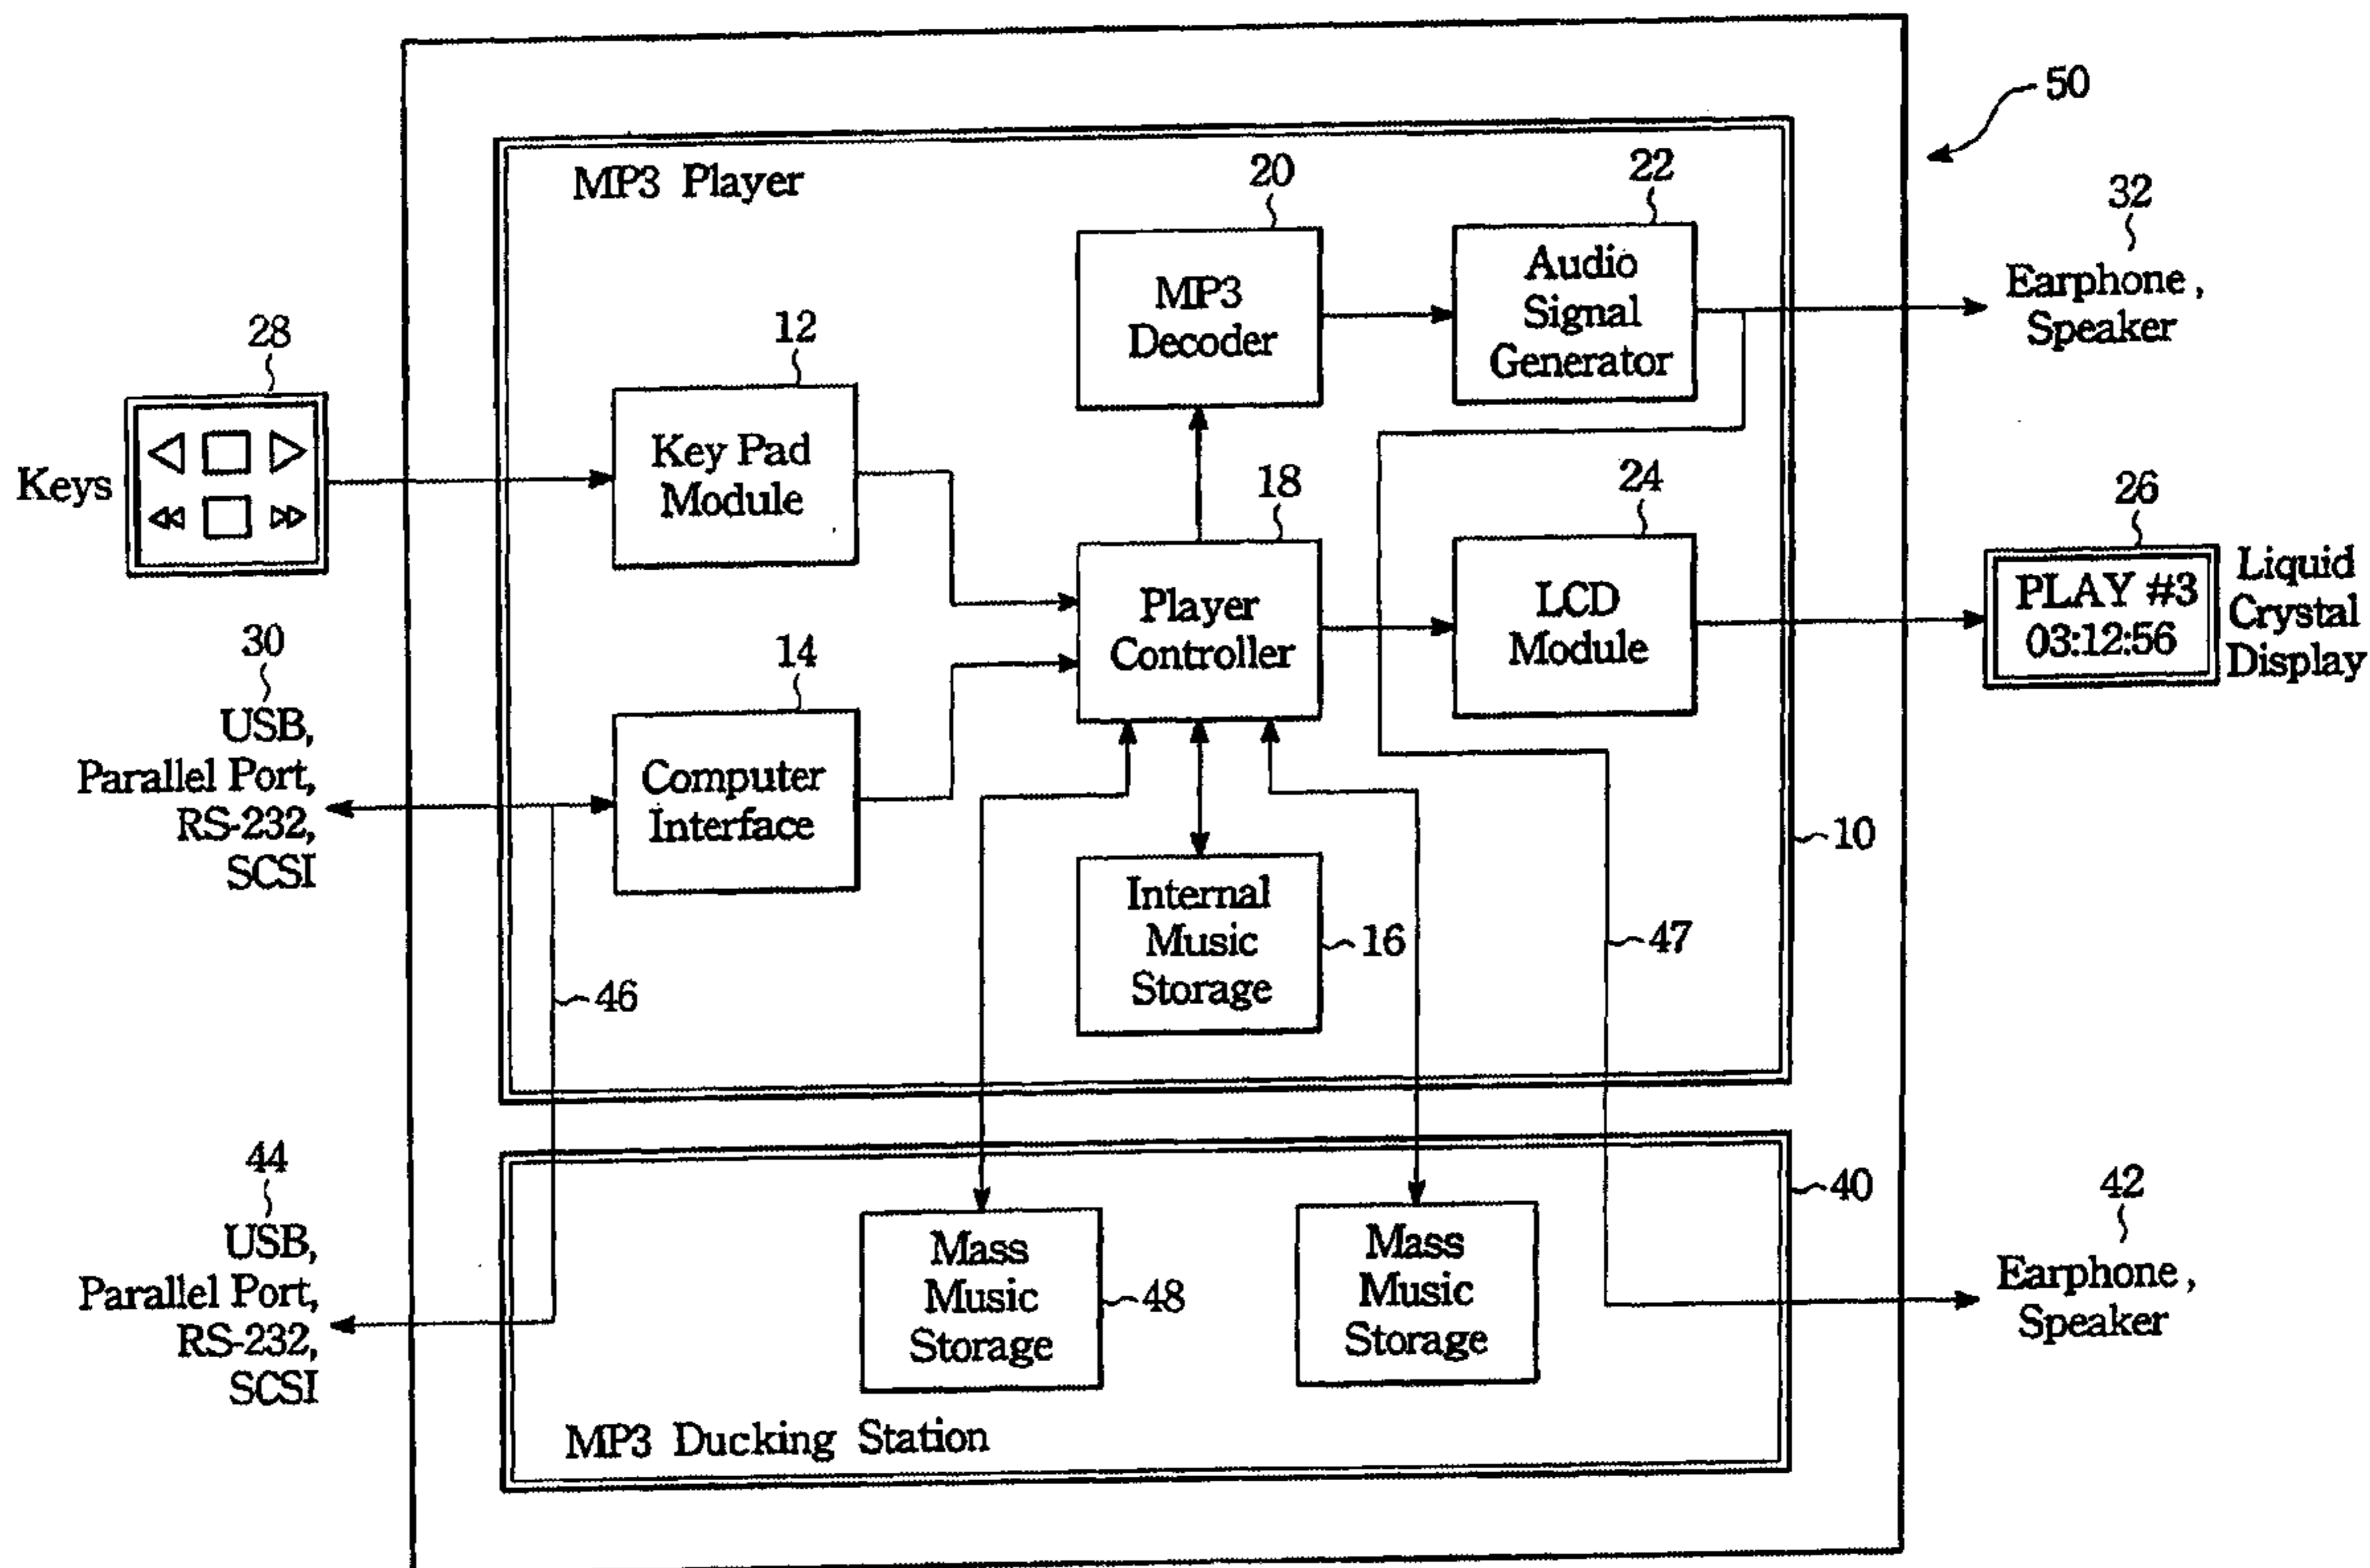 50
MP3 Player
20
22
32
MP3
Decoder
Audio
Signal
Generator
Earphone,
Speaker
28
12
Keys
Key Pad
Module
18
24
26
Player
Controller
LCD
Module
PLAY #3
03:12:56
Liquid
Crystal
Display
30
USB,
Parallel Port,
RS-232,
SCSI
14
Computer
Interface
10
Internal
Music
Storage
16
47
46
44
USB,
Parallel Port,
RS-232,
SCSI
40
42
Mass
Music
Storage
48
Mass
Music
Storage
Earphone,
Speaker
MP3 Ducking Station